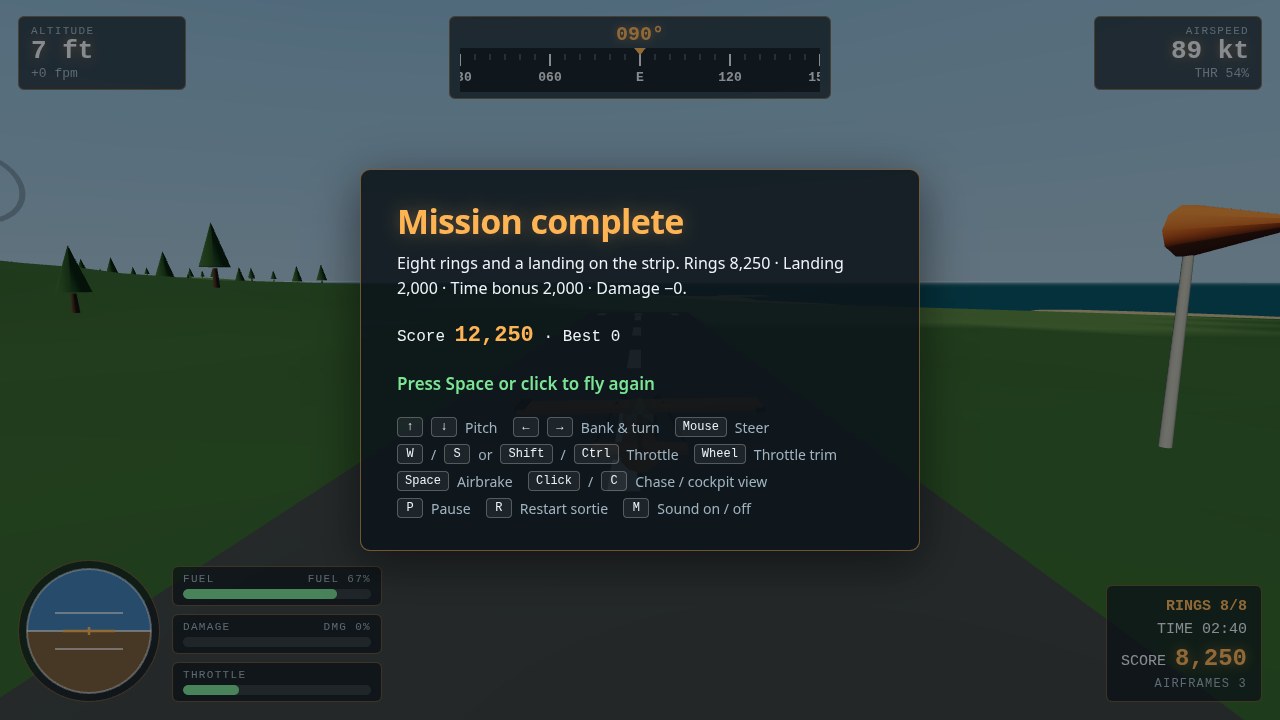 ALTITUDE
7 ft
+0 fpm
090°
30 060 E 120 15
AIRSPEED
89 kt
THR 54%
Mission complete
Eight rings and a landing on the strip. Rings 8,250 · Landing
2,000 · Time bonus 2,000 · Damage −0.
Score 12,250 · Best 0
Press Space or click to fly again
↑ ↓ Pitch ← → Bank & turn Mouse Steer
W / S or Shift / Ctrl Throttle Wheel Throttle trim
Space Airbrake Click / C Chase / cockpit view
P Pause R Restart sortie M Sound on / off
FUEL FUEL 67%
DAMAGE DMG 0%
THROTTLE
RINGS 8/8
TIME 02:40
SCORE 8,250
AIRFRAMES 3